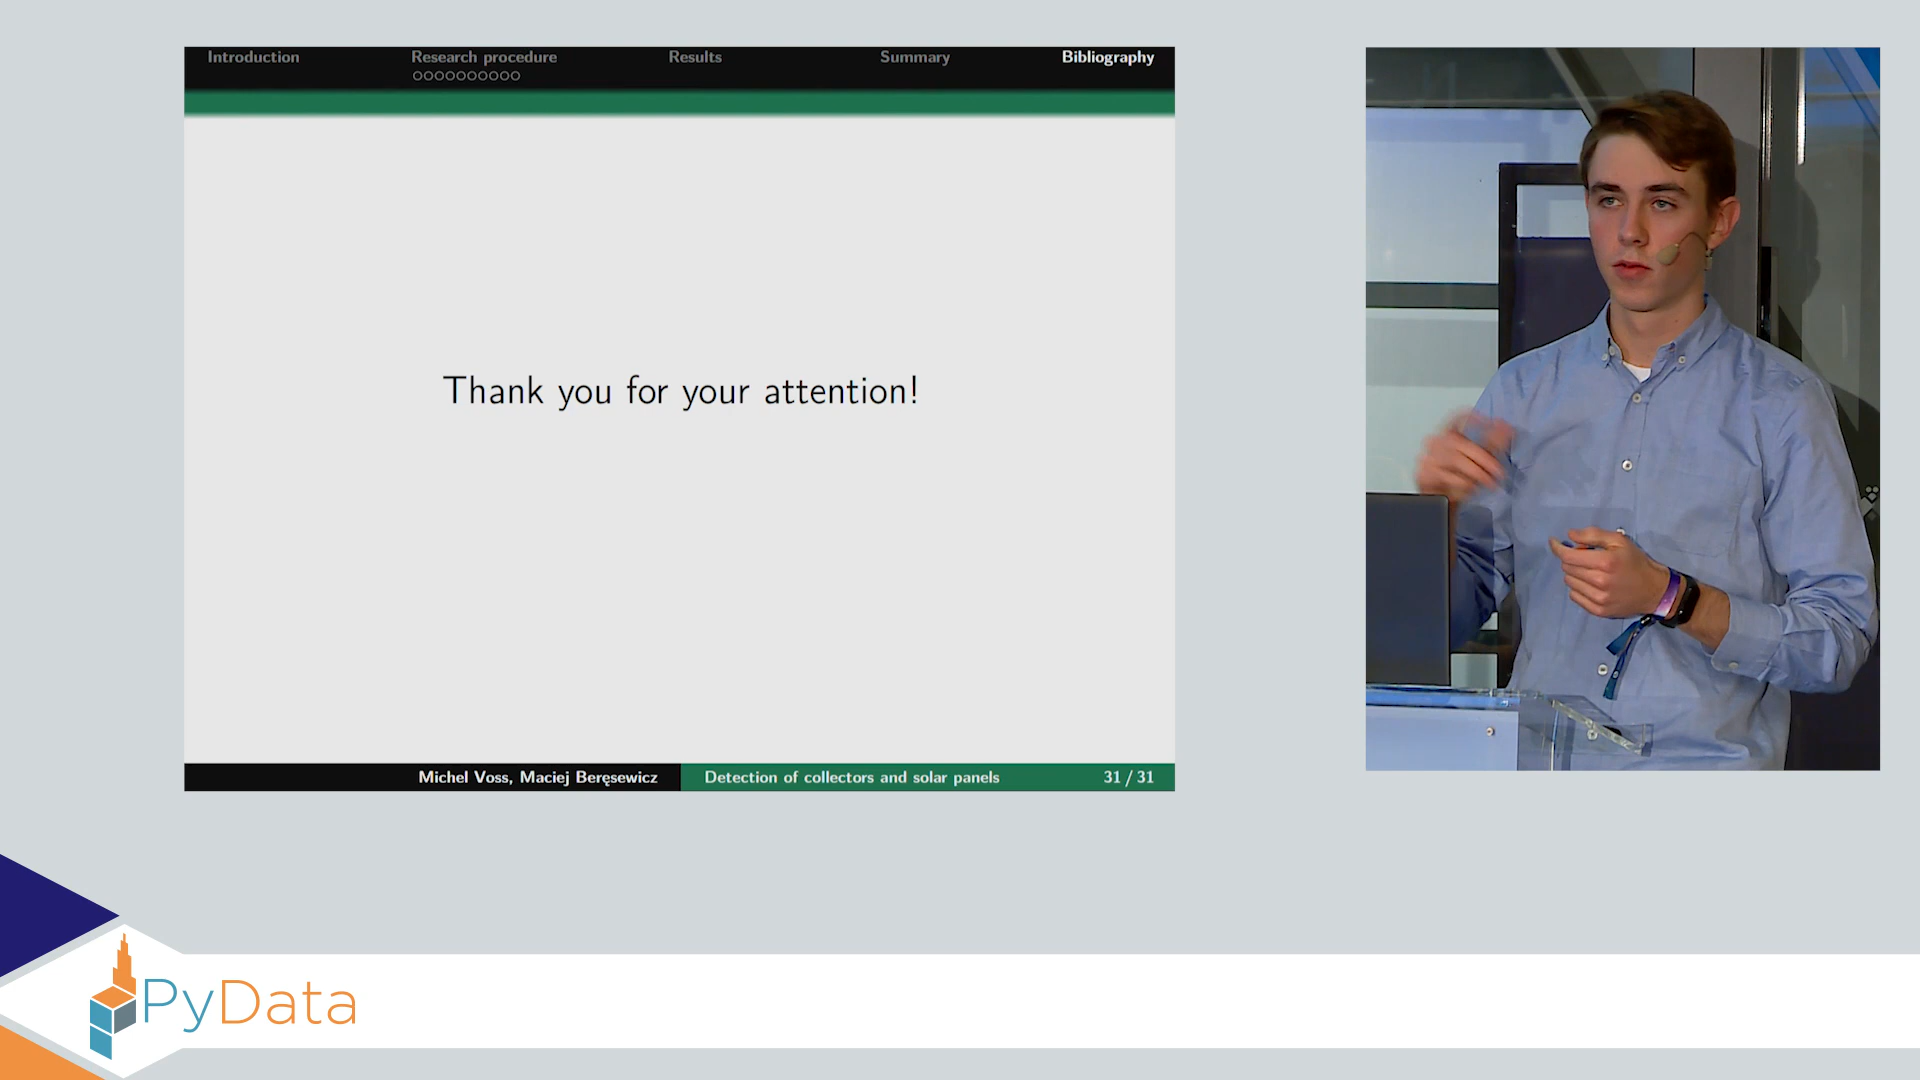 Introduction
Research procedure
Results
Summary
Bibliography
Thank you for your attention!
Michel Voss, Maciej Beręsewicz
Detection of collectors and solar panels
31 / 31
PyData